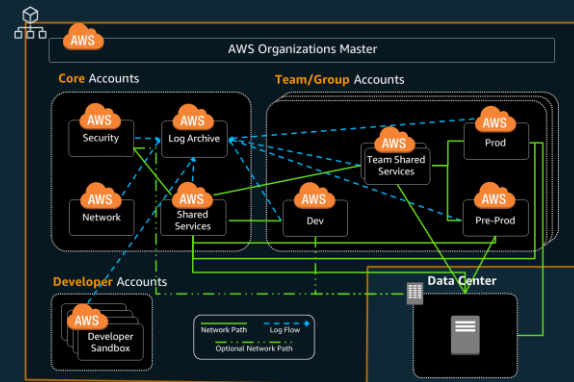 AWS
AWS Organizations Master
Core Accounts
Team/Group Accounts
AWS
Security
AWS
Log Archive
AWS
Prod
AWS
Team Shared
Services
AWS
Network
AWS
Shared
Services
AWS
Dev
AWS
Pre-Prod
Developer Accounts
Data Center
AWS
Developer
Sandbox
Network Path
Log Flow
Optional Network Path